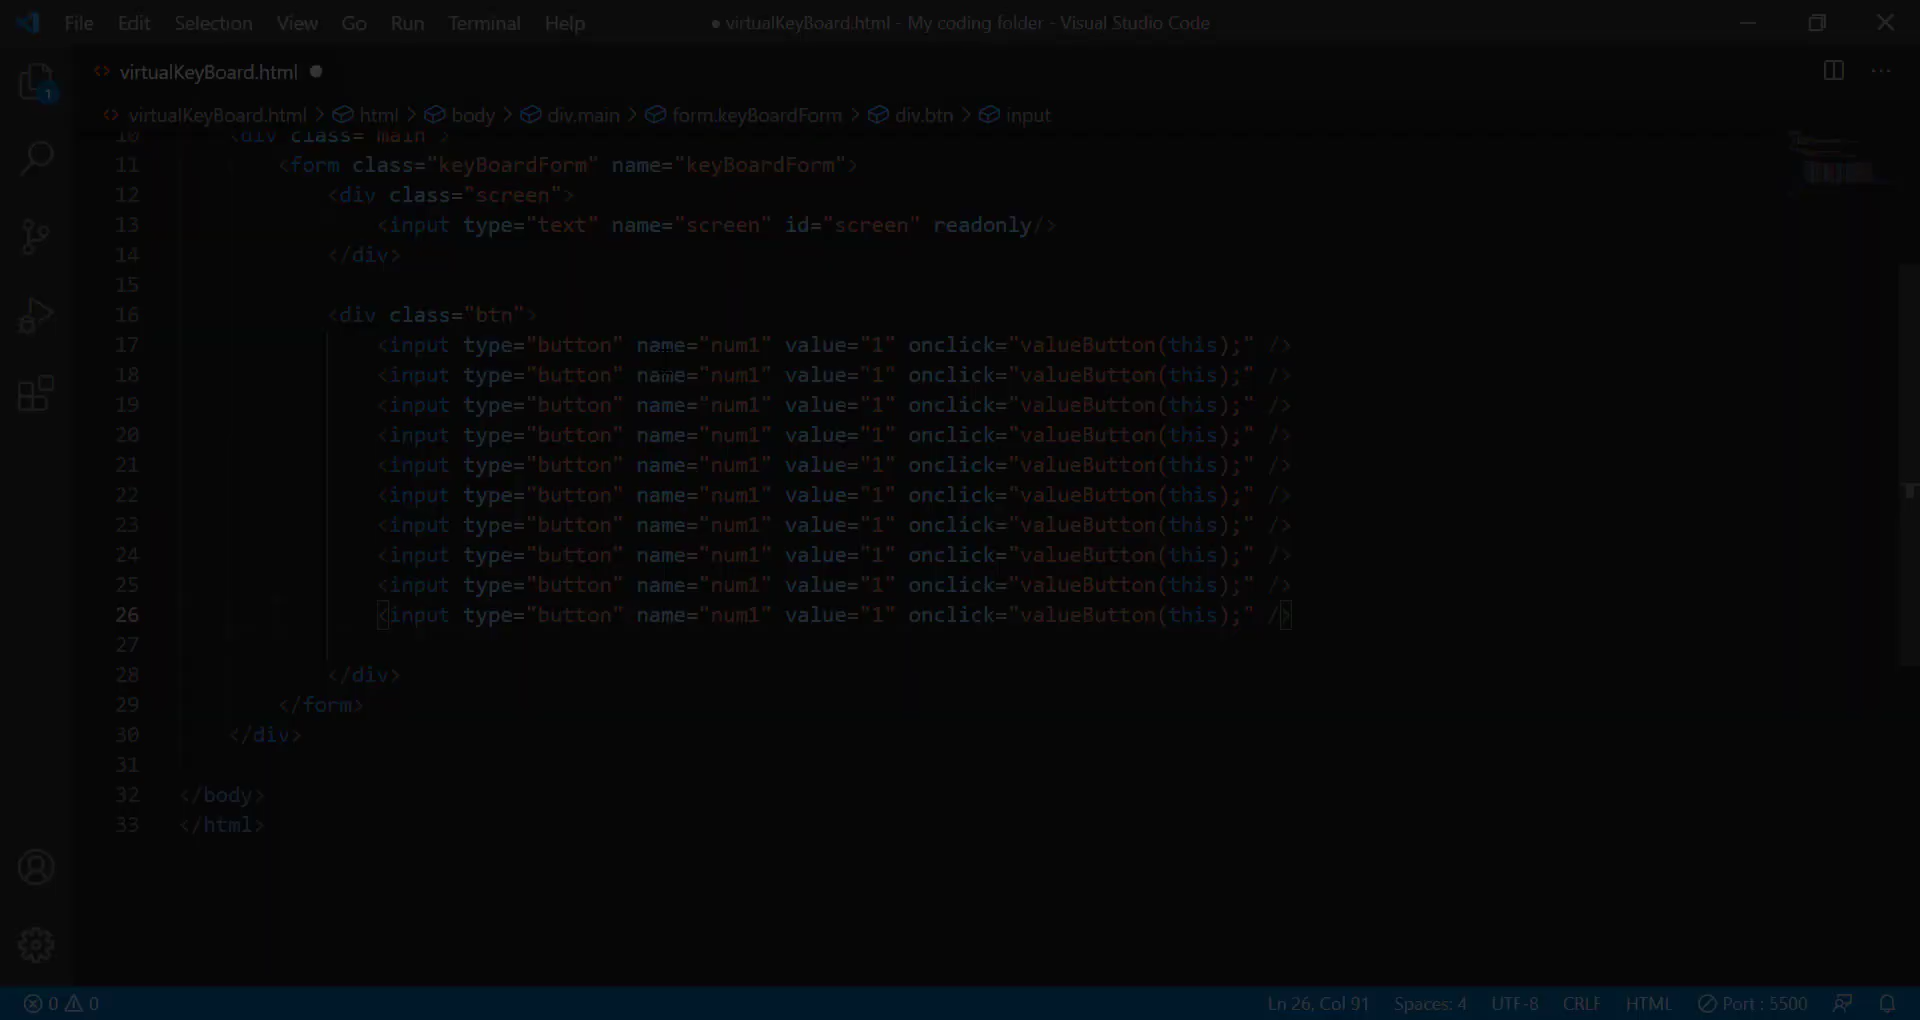 File Edit Selection View Go Run Terminal Help ● virtualKeyBoard.html - My coding folder - Visual Studio Code
1
<> virtualKeyBoard.html ●
<> virtualKeyBoard.html > html > body > div.main > form.keyBoardForm > div.btn > input
10 <div class="main">
11 <form class="keyBoardForm" name="keyBoardForm">
12 <div class="screen">
13 <input type="text" name="screen" id="screen" readonly/>
14 </div>
15
16 <div class="btn">
17 <input type="button" name="num1" value="1" onclick="valueButton(this);" />
18 <input type="button" name="num1" value="1" onclick="valueButton(this);" />
19 <input type="button" name="num1" value="1" onclick="valueButton(this);" />
20 <input type="button" name="num1" value="1" onclick="valueButton(this);" />
21 <input type="button" name="num1" value="1" onclick="valueButton(this);" />
22 <input type="button" name="num1" value="1" onclick="valueButton(this);" />
23 <input type="button" name="num1" value="1" onclick="valueButton(this);" />
24 <input type="button" name="num1" value="1" onclick="valueButton(this);" />
25 <input type="button" name="num1" value="1" onclick="valueButton(this);" />
26 <input type="button" name="num1" value="1" onclick="valueButton(this);" />
27
28 </div>
29 </form>
30 </div>
31
32 </body>
33 </html>
0 0 Ln 26, Col 91 Spaces: 4 UTF-8 CRLF HTML Port : 5500